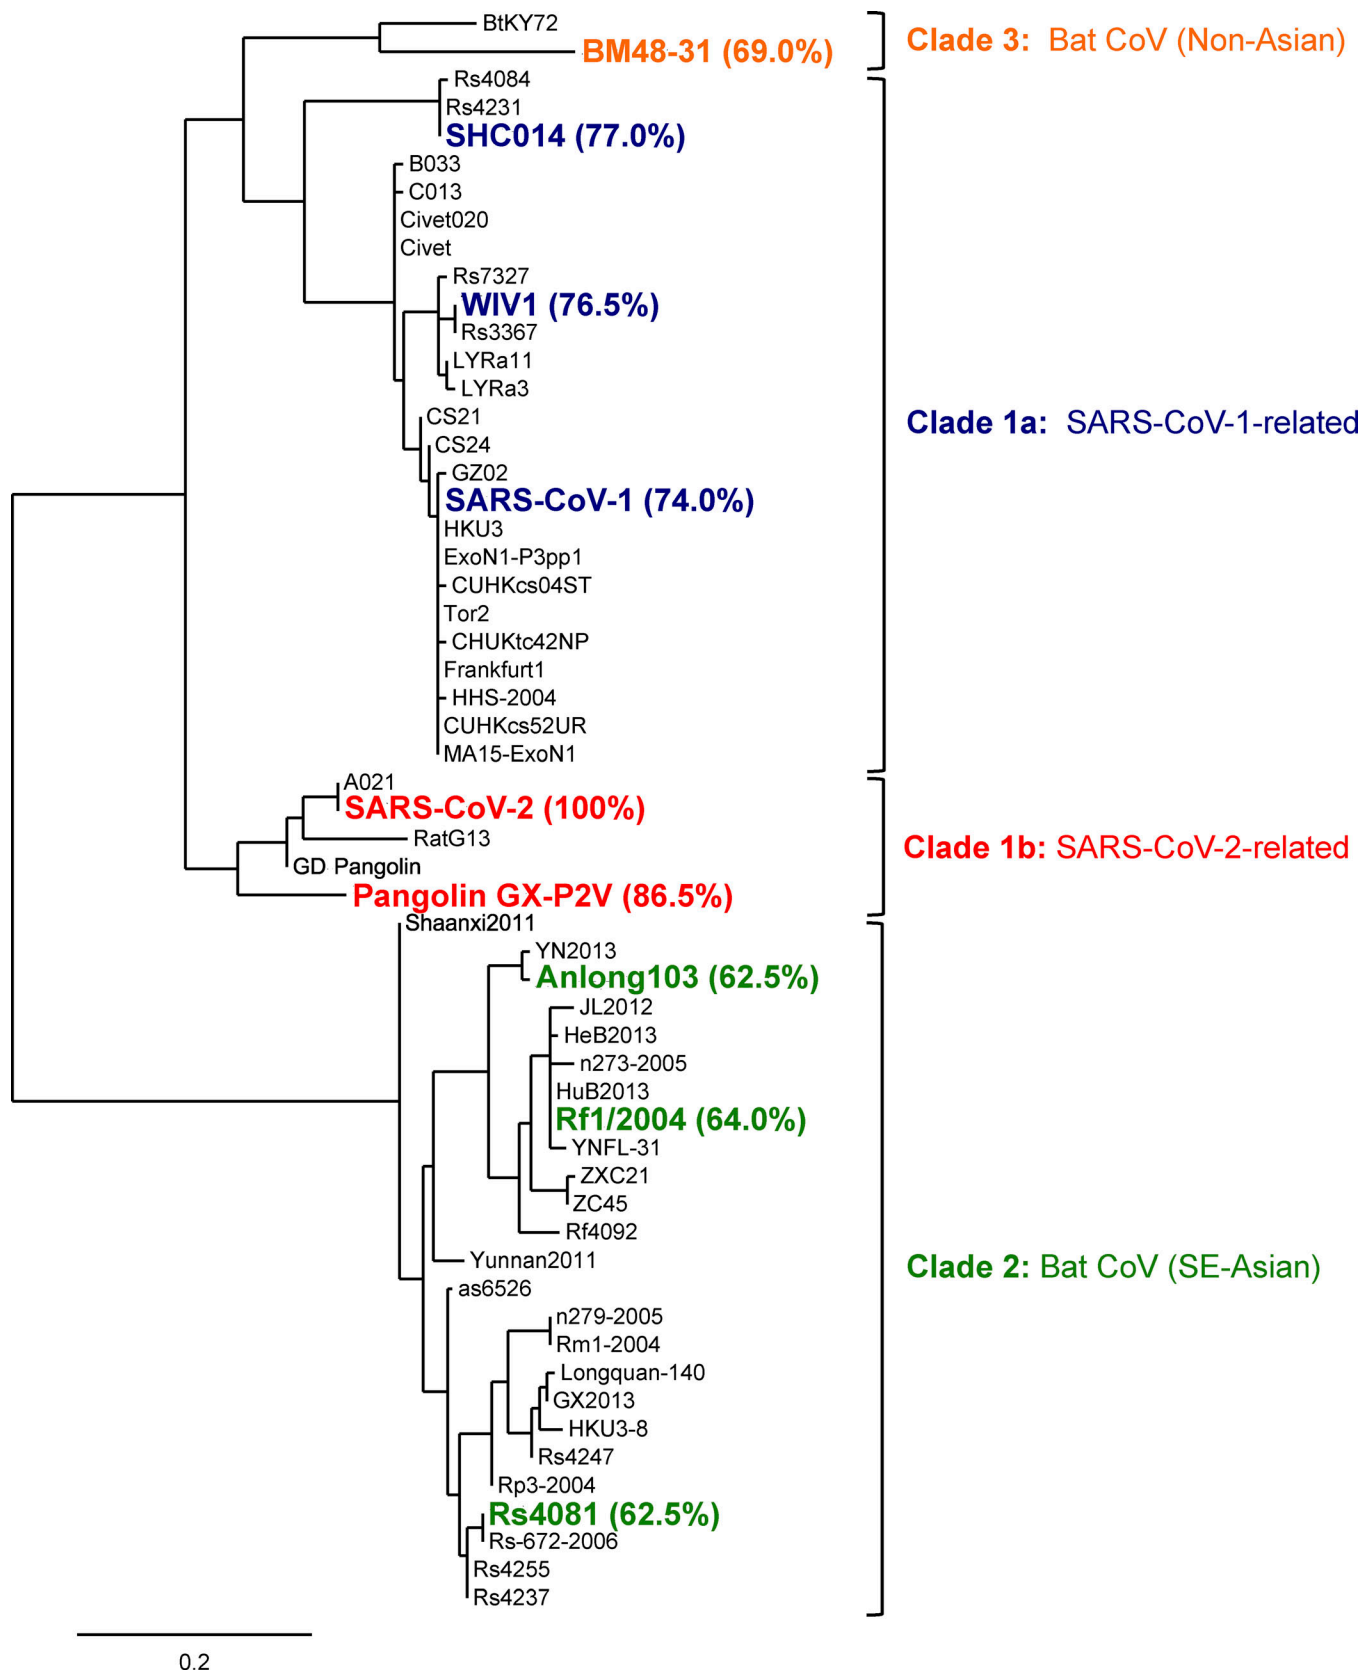 BtKY72
BM48-31 (69.0%)
Clade 3: Bat CoV (Non-Asian)
Rs4084
Rs4231
SHC014 (77.0%)
B033
C013
Civet020
Civet
Rs7327
WIV1 (76.5%)
Rs3367
LYRa11
LYRa3
CS21
CS24
GZ02
SARS-CoV-1 (74.0%)
HKU3
ExoN1-P3pp1
CUHKcs04ST
Tor2
CHUKtc42NP
Frankfurt1
HHS-2004
CUHKcs52UR
MA15-ExoN1
Clade 1a: SARS-CoV-1-related
A021
SARS-CoV-2 (100%)
RatG13
GD Pangolin
Pangolin GX-P2V (86.5%)
Clade 1b: SARS-CoV-2-related
Shaanxi2011
YN2013
Anlong103 (62.5%)
JL2012
HeB2013
n273-2005
HuB2013
Rf1/2004 (64.0%)
YNFL-31
ZXC21
ZC45
Rf4092
Yunnan2011
as6526
n279-2005
Rm1-2004
Longquan-140
GX2013
HKU3-8
Rs4247
Rp3-2004
Rs4081 (62.5%)
Rs-672-2006
Rs4255
Rs4237
Clade 2: Bat CoV (SE-Asian)
0.2